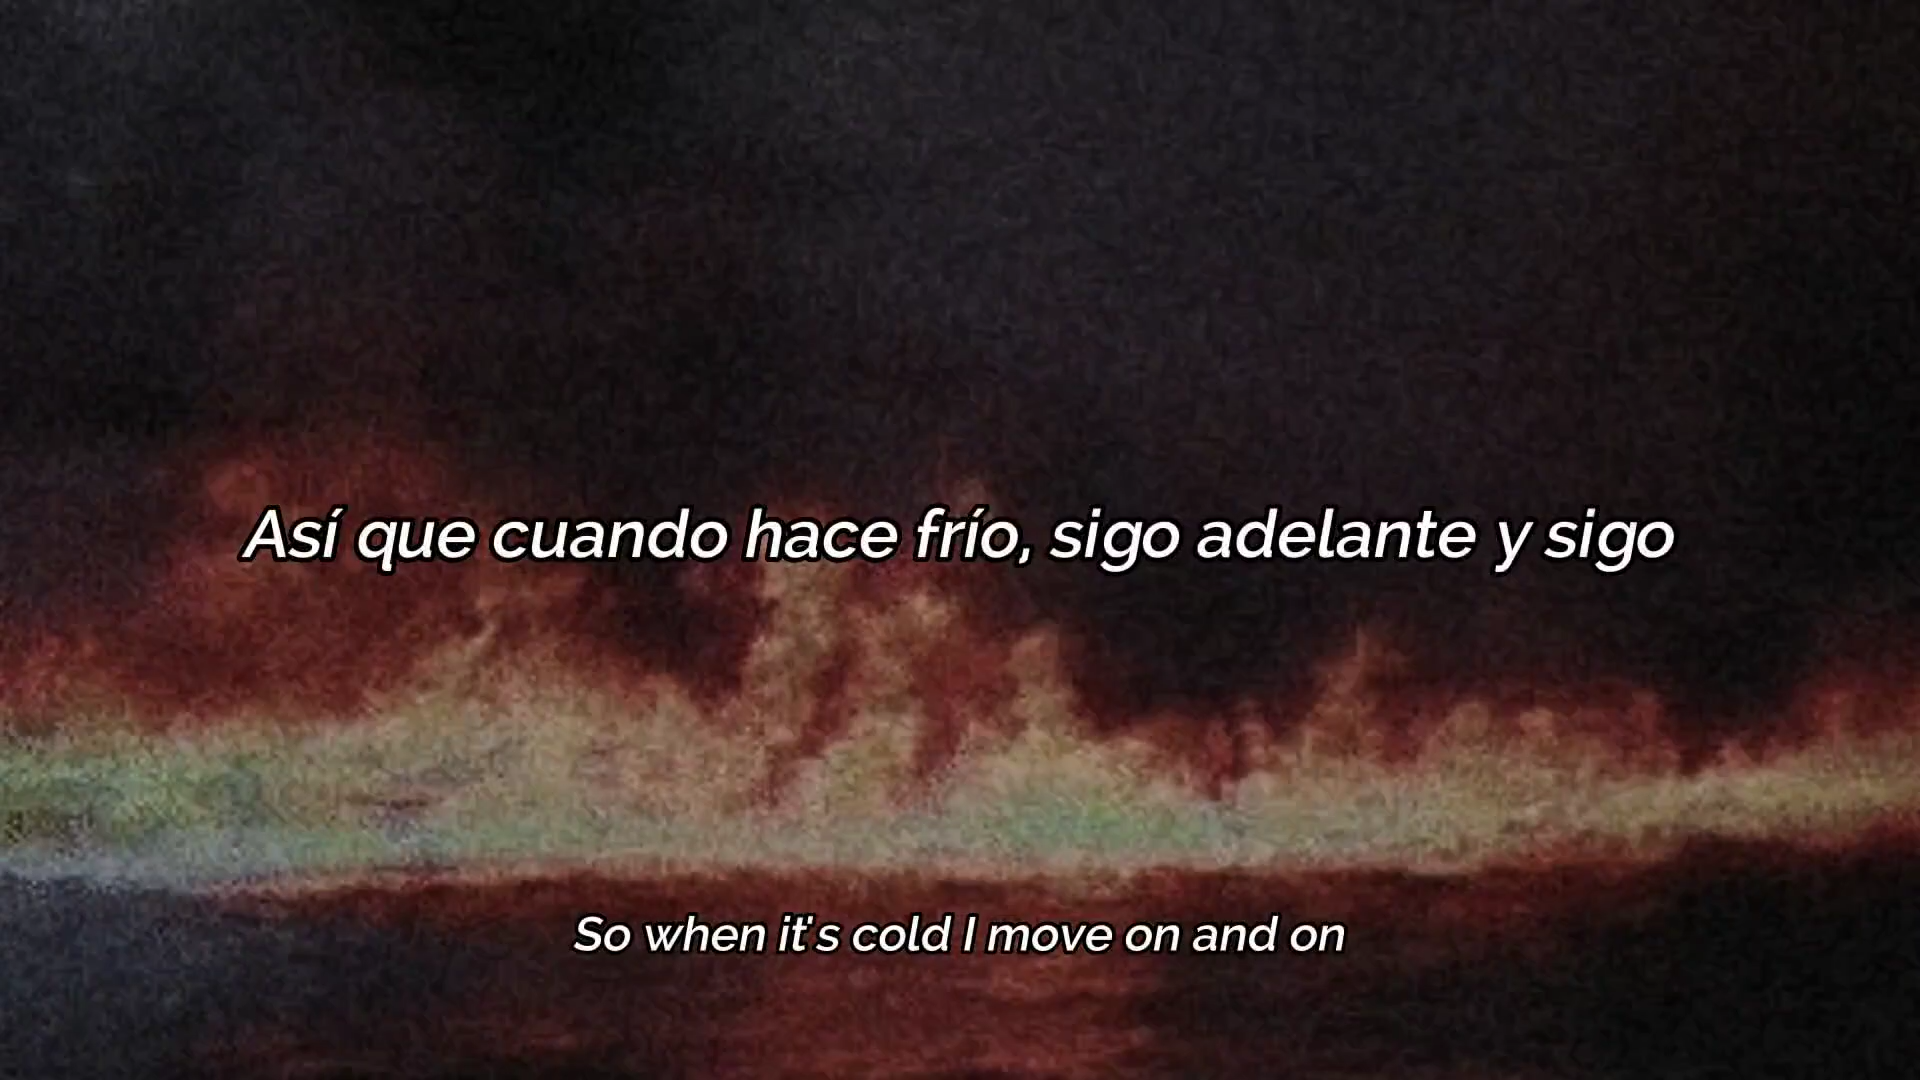 Así que cuando hace frío, sigo adelante y sigo
So when it's cold I move on and on